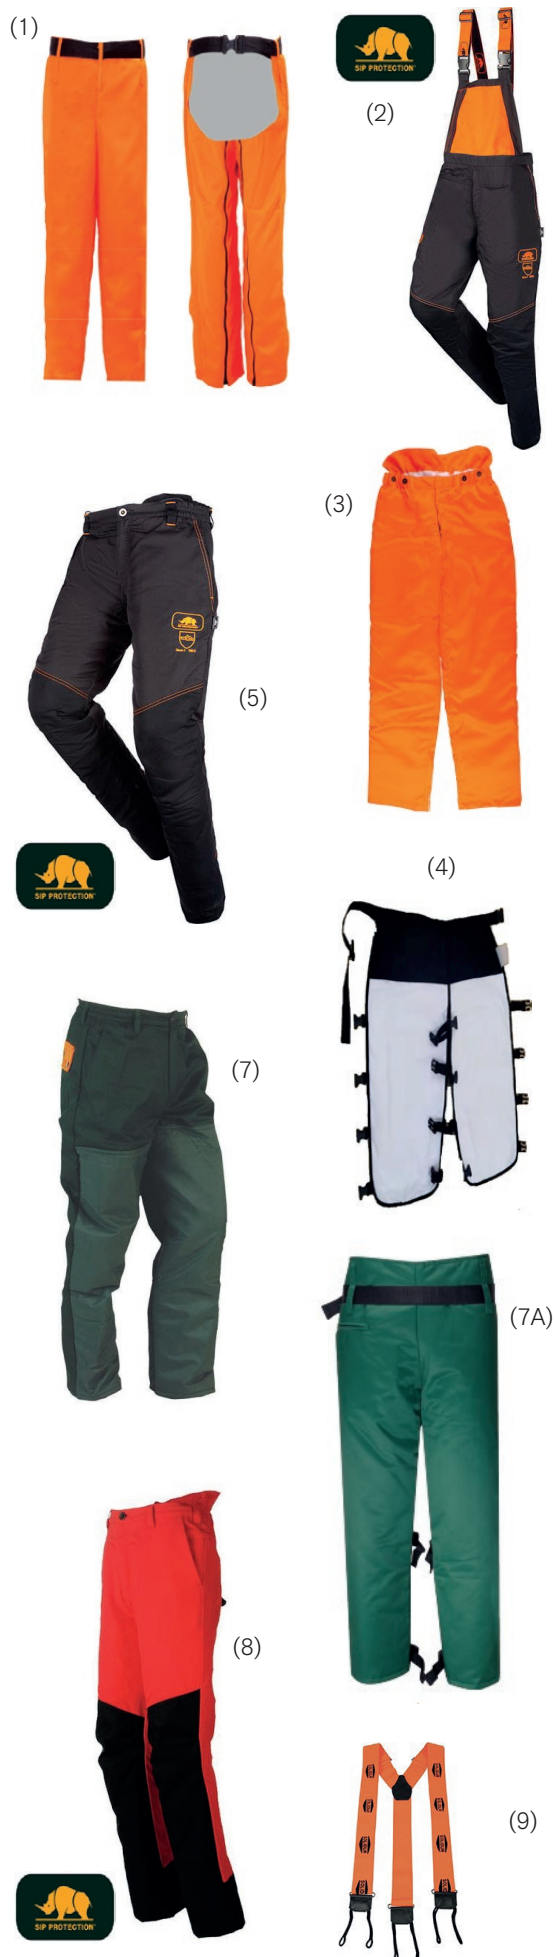 (1)
SIP PROTECTION
(2)
(3)
(5)
SIP PROTECTION
(4)
(7)
(7A)
(8)
(9)
SIP PROTECTION